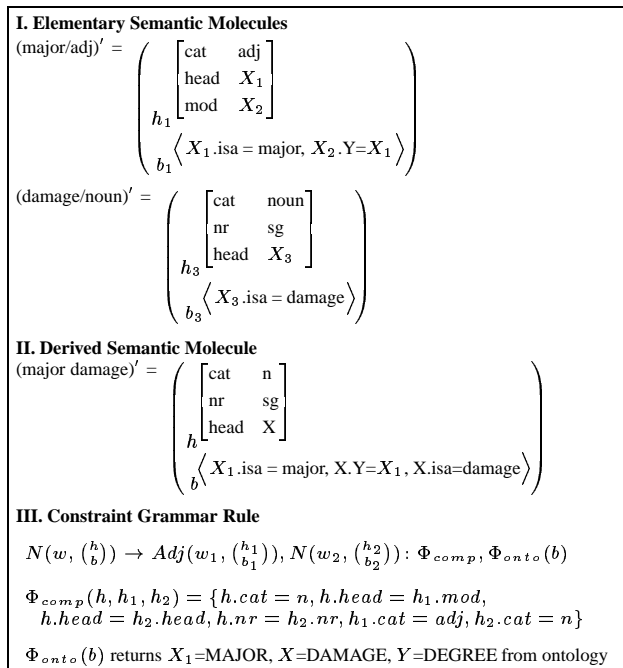 I. Elementary Semantic Molecules
(major/adj)′ =
cat adj
head X₁
mod X₂
h₁
b₁ ⟨ X₁.isa = major, X₂.Y=X₁ ⟩
(damage/noun)′ =
cat noun
nr sg
head X₃
h₃
b₃ ⟨ X₃.isa = damage ⟩
II. Derived Semantic Molecule
(major damage)′ =
cat n
nr sg
head X
h
b ⟨ X₁.isa = major, X.Y=X₁, X.isa=damage ⟩
III. Constraint Grammar Rule
N(w, (h b)) → Adj(w₁, (h₁ b₁)), N(w₂, (h₂ b₂)): Φcomp, Φonto(b)
Φcomp(h, h₁, h₂) = {h.cat = n, h.head = h₁.mod,
h.head = h₂.head, h.nr = h₂.nr, h₁.cat = adj, h₂.cat = n}
Φonto(b) returns X₁=MAJOR, X=DAMAGE, Y=DEGREE from ontology